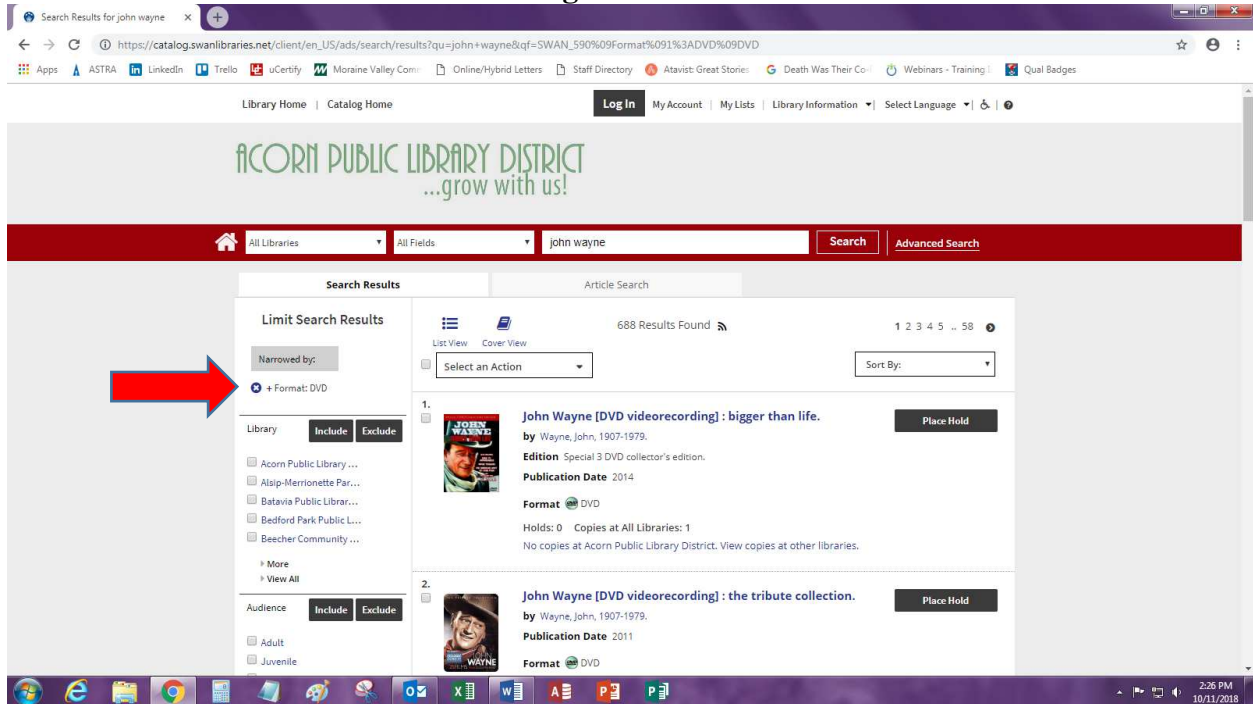 g
Search Results for john wayne
https://catalog.swanlibraries.net/client/en_US/ads/search/results?qu=john+wayne&qf=SWAN_590%09Format%091%3ADVD%09DVD
Apps ASTRA LinkedIn Trello uCertify Moraine Valley Com Online/Hybrid Letters Staff Directory Atavist: Great Stories Death Was Their Co- Webinars - Training Qual Badges
Library Home | Catalog Home Log In My Account | My Lists | Library Information | Select Language
ACORN PUBLIC LIBRARY DISTRICT
...grow with us!
All Libraries All Fields john wayne Search Advanced Search
Search Results Article Search
Limit Search Results
688 Results Found
1 2 3 4 5 .. 58
List View Cover View
Narrowed by:
Select an Action
Sort By:
+ Format: DVD
Library Include Exclude
Acorn Public Library ...
Alsip-Merrionette Par...
Batavia Public Librar...
Bedford Park Public L...
Beecher Community ...
More
View All
Audience Include Exclude
Adult
Juvenile
1.
JOHN
WAYNE
John Wayne [DVD videorecording] : bigger than life.
Place Hold
by Wayne, John, 1907-1979.
Edition Special 3 DVD collector's edition.
Publication Date 2014
Format DVD
Holds: 0 Copies at All Libraries: 1
No copies at Acorn Public Library District. View copies at other libraries.
2.
JOHN
WAYNE
John Wayne [DVD videorecording] : the tribute collection.
Place Hold
by Wayne, John, 1907-1979.
Publication Date 2011
Format DVD
2:26 PM
10/11/2018